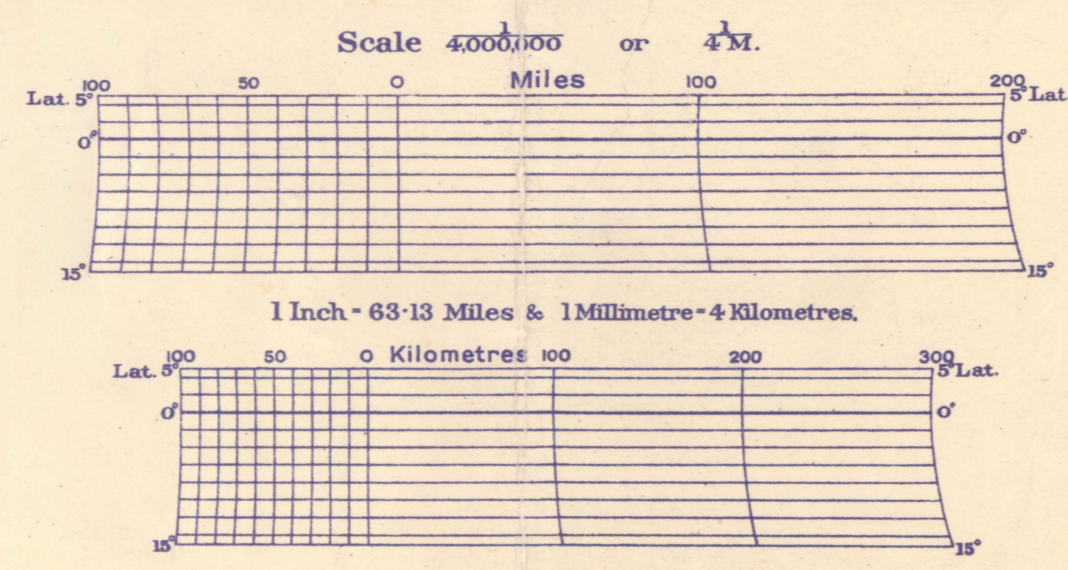 Scale 1/4,000,000 or 1/4 M.
100 50 0 Miles 100 200
Lat. 5° 5° Lat.
0° 0°
15° 15°
1 Inch = 63·13 Miles & 1 Millimetre = 4 Kilometres.
100 50 0 Kilometres 100 200 300
Lat. 5° 5° Lat.
0° 0°
15° 15°